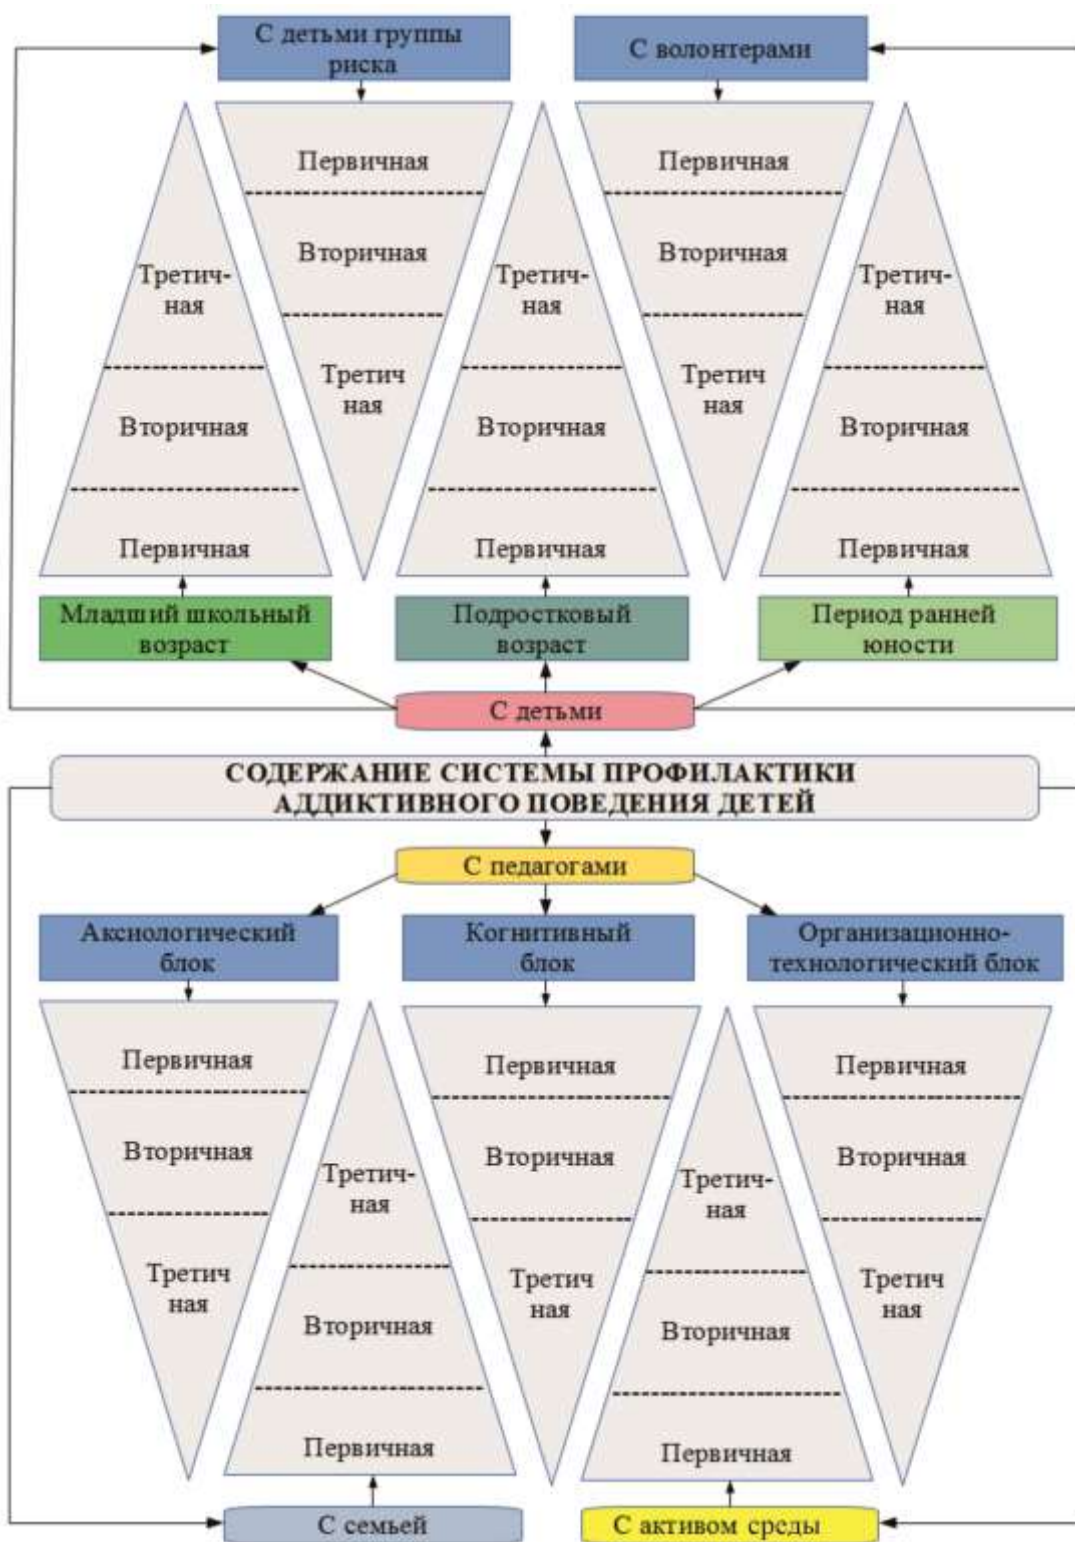 С детьми группы
риска
С волонтерами
Первичная
Вторичная
Третич
ная
Первичная
Вторичная
Третич
ная
Третич-
ная
Вторичная
Первичная
Третич-
ная
Вторичная
Первичная
Третич-
ная
Вторичная
Первичная
Младший школьный
возраст
Подростковый
возраст
Период ранней
юности
С детьми
СОДЕРЖАНИЕ СИСТЕМЫ ПРОФИЛАКТИКИ
АДДИКТИВНОГО ПОВЕДЕНИЯ ДЕТЕЙ
С педагогами
Аксиологический
блок
Когнитивный
блок
Организационно-
технологический блок
Первичная
Вторичная
Третич
ная
Первичная
Вторичная
Третич
ная
Первичная
Вторичная
Третич
ная
Третич-
ная
Вторичная
Первичная
Третич-
ная
Вторичная
Первичная
С семьей
С активом среды